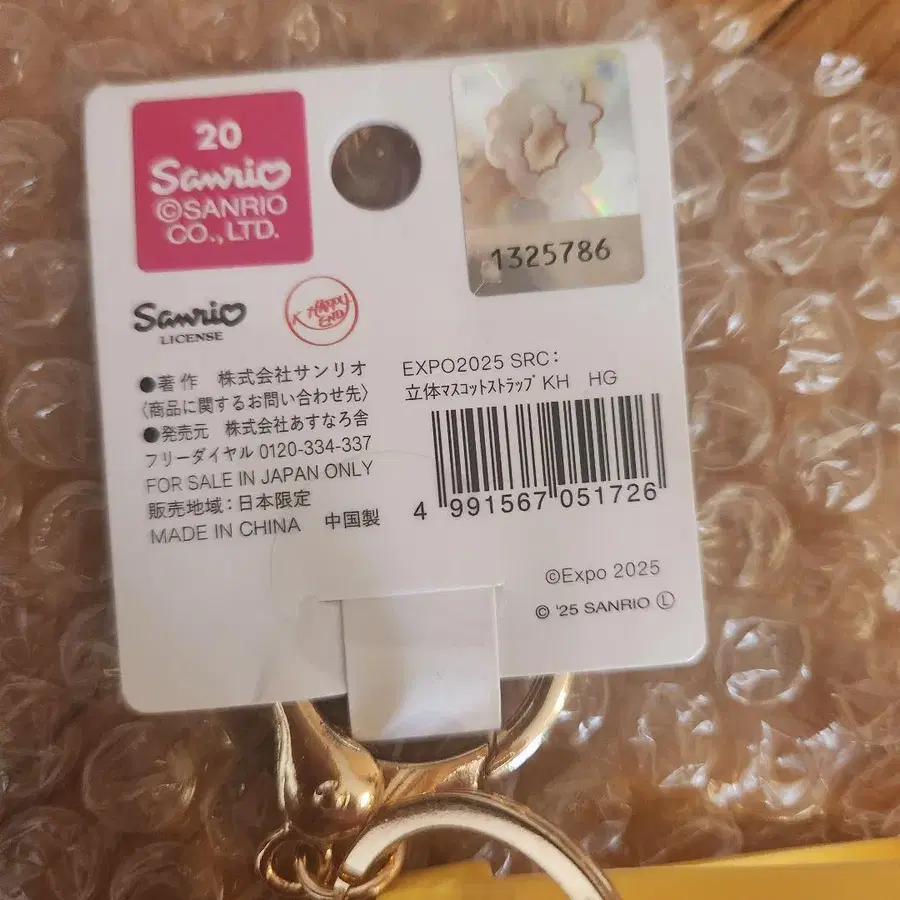 20
Sanrio
©SANRIO
CO.,LTD.
1325786
Sanrio
LICENSE
K HAPPY
END
●著作 株式会社サンリオ
〈商品に関するお問い合わせ先〉
●発売元 株式会社あすなろ舎
フリーダイヤル 0120-334-337
FOR SALE IN JAPAN ONLY
販売地域：日本限定
MADE IN CHINA 中国製
EXPO2025 SRC：
立体ﾏｽｺｯﾄｽﾄﾗｯﾌﾟKH HG
4 991567 051726
©Expo 2025
© '25 SANRIO Ⓛ